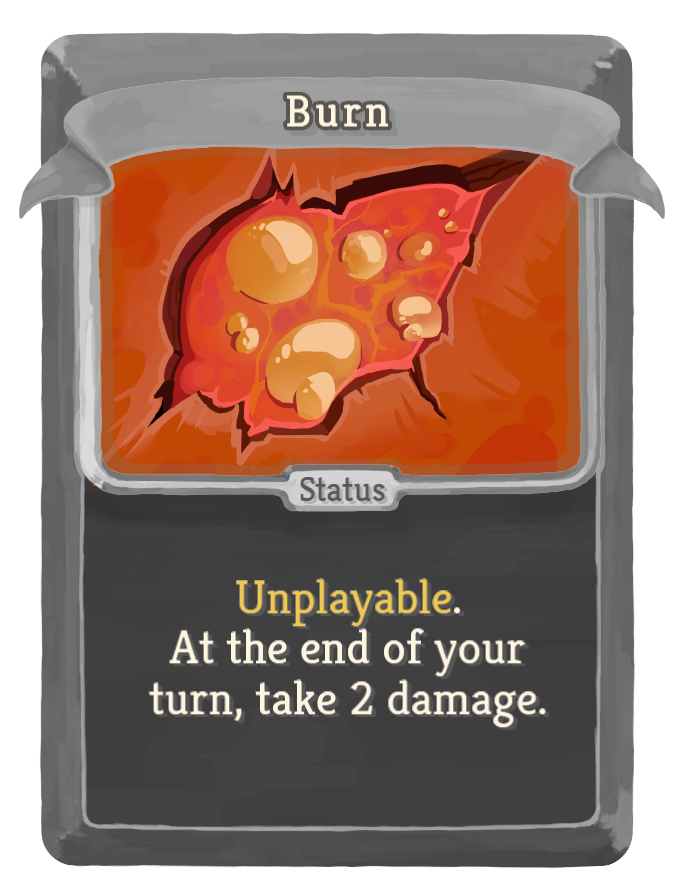 Burn
Status
Unplayable.
At the end of your
turn, take 2 damage.